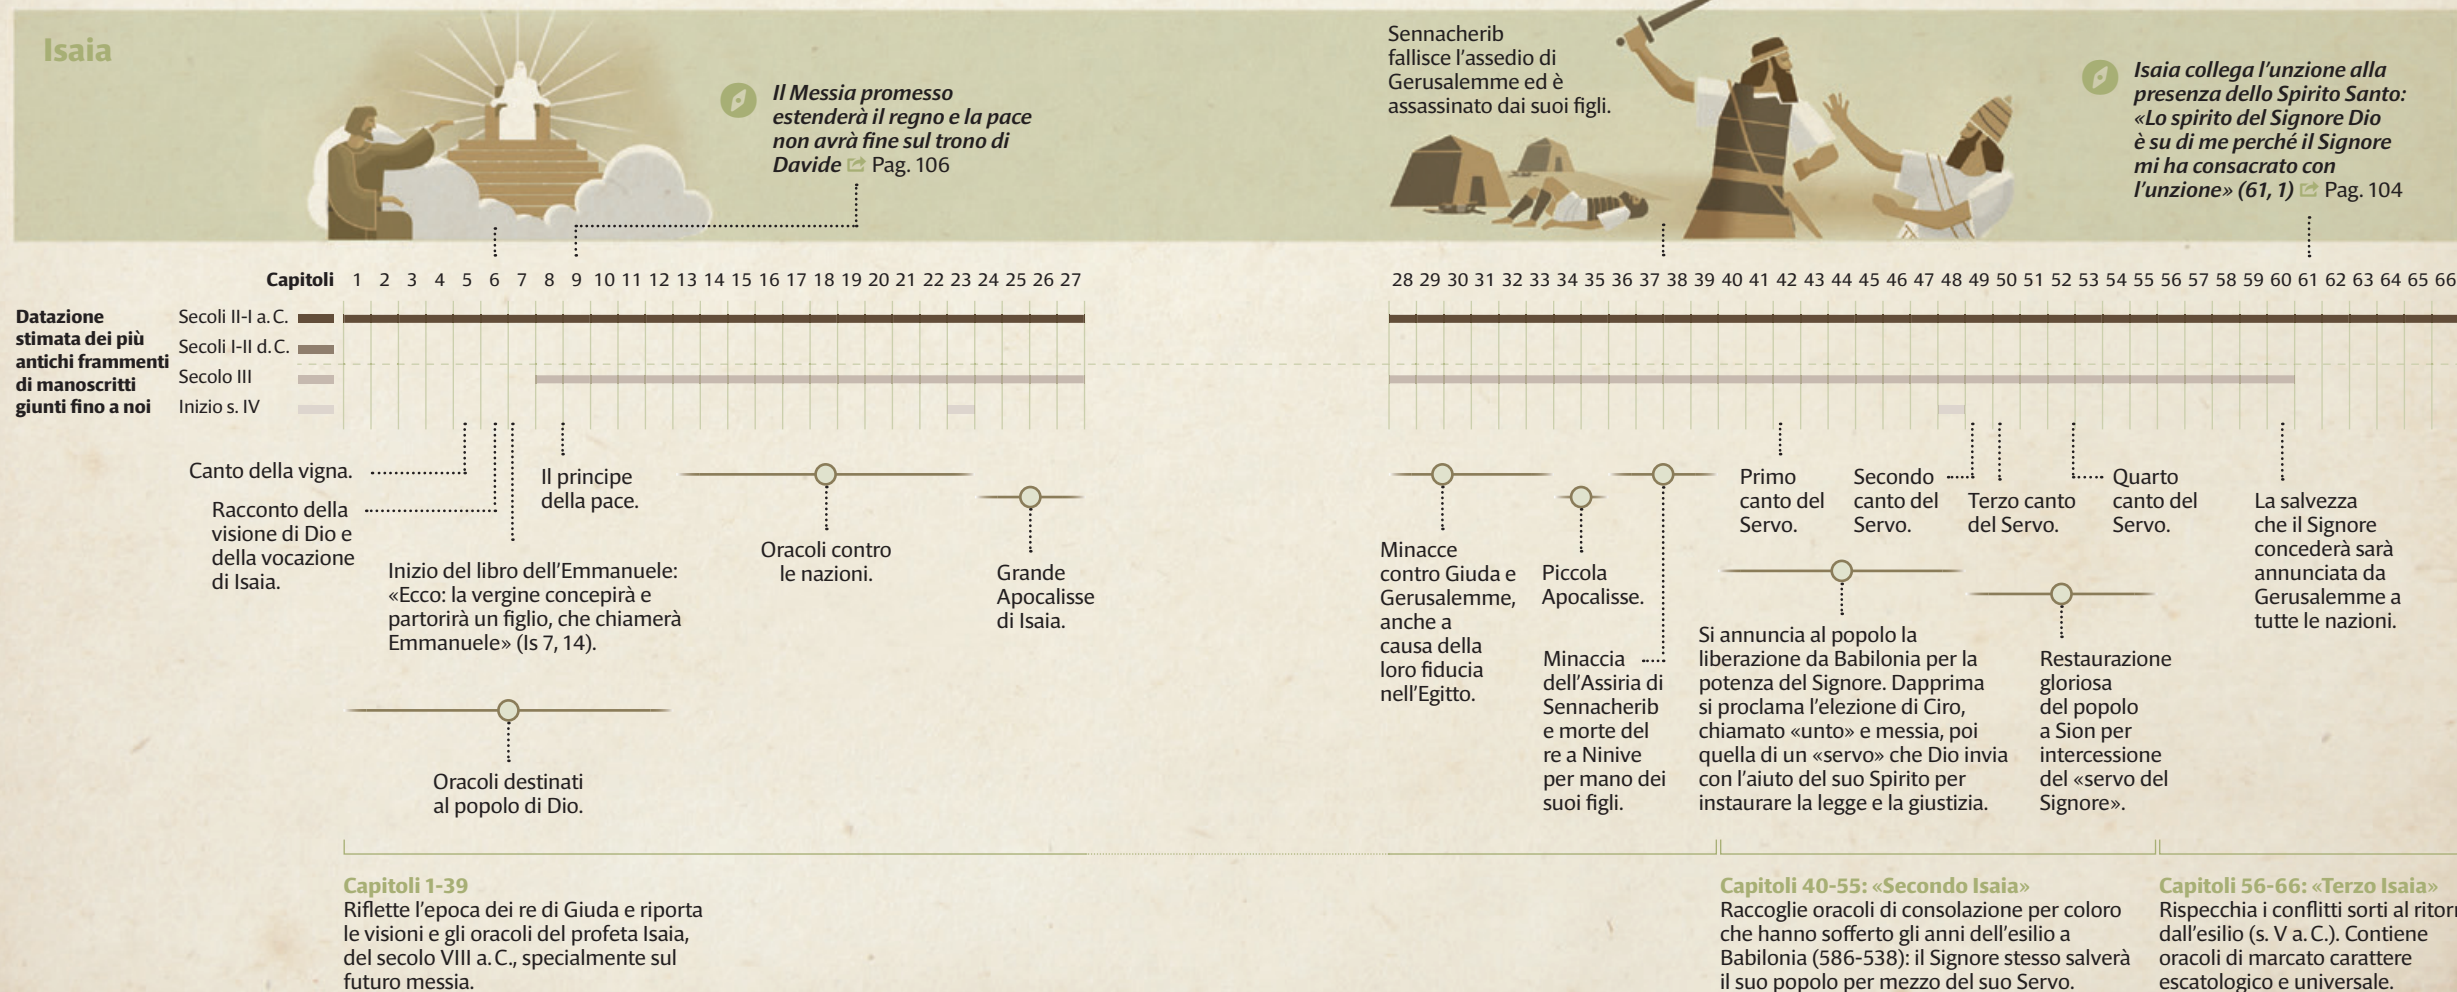 Isaia
Il Messia promesso
estenderà il regno e la pace
non avrà fine sul trono di
Davide Pag. 106
Sennacherib
fallisce l'assedio di
Gerusalemme ed è
assassinato dai suoi figli.
Isaia collega l'unzione alla
presenza dello Spirito Santo:
«Lo spirito del Signore Dio
è su di me perché il Signore
mi ha consacrato con
l'unzione» (61, 1) Pag. 104
Capitoli 1 2 3 4 5 6 7 8 9 10 11 12 13 14 15 16 17 18 19 20 21 22 23 24 25 26 27 28 29 30 31 32 33 34 35 36 37 38 39 40 41 42 43 44 45 46 47 48 49 50 51 52 53 54 55 56 57 58 59 60 61 62 63 64 65 66
Datazione
stimata dei più
antichi frammenti
di manoscritti
giunti fino a noi
Secoli II-I a.C.
Secoli I-II d.C.
Secolo III
Inizio s. IV
Canto della vigna.
Racconto della
visione di Dio e
della vocazione
di Isaia.
Inizio del libro dell'Emmanuele:
«Ecco: la vergine concepirà e
partorirà un figlio, che chiamerà
Emmanuele» (Is 7, 14).
Il principe
della pace.
Oracoli contro
le nazioni.
Grande
Apocalisse
di Isaia.
Oracoli destinati
al popolo di Dio.
Minacce
contro Giuda e
Gerusalemme,
anche a
causa della
loro fiducia
nell'Egitto.
Piccola
Apocalisse.
Minaccia
dell'Assiria di
Sennacherib
e morte del
re a Ninive
per mano dei
suoi figli.
Primo
canto del
Servo.
Secondo
canto del
Servo.
Terzo canto
del Servo.
Quarto
canto del
Servo.
La salvezza
che il Signore
concederà sarà
annunciata da
Gerusalemme a
tutte le nazioni.
Si annuncia al popolo la
liberazione da Babilonia per la
potenza del Signore. Dapprima
si proclama l'elezione di Ciro,
chiamato «unto» e messia, poi
quella di un «servo» che Dio invia
con l'aiuto del suo Spirito per
instaurare la legge e la giustizia.
Restaurazione
gloriosa
del popolo
a Sion per
intercessione
del «servo del
Signore».
Capitoli 1-39
Riflette l'epoca dei re di Giuda e riporta
le visioni e gli oracoli del profeta Isaia,
del secolo VIII a.C., specialmente sul
futuro messia.
Capitoli 40-55: «Secondo Isaia»
Raccoglie oracoli di consolazione per coloro
che hanno sofferto gli anni dell'esilio a
Babilonia (586-538): il Signore stesso salverà
il suo popolo per mezzo del suo Servo.
Capitoli 56-66: «Terzo Isaia»
Rispecchia i conflitti sorti al
dall'esilio (s. V a.C.). Contiene
oracoli di marcato carattere
escatologico e universale.